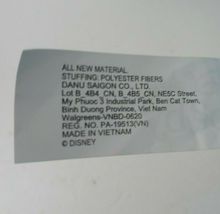 ALL NEW MATERIAL:
STUFFING: POLYESTER FIBERS
DANU SAIGON CO., LTD.
Lot B_4B4_CN, B_4B5_CN, NE5C Street,
My Phuoc 3 Industrial Park, Ben Cat Town,
Binh Duong Province, Viet Nam
Walgreens-VNBD-0620
REG. NO. PA-19513(VN)
MADE IN VIETNAM
© DISNEY